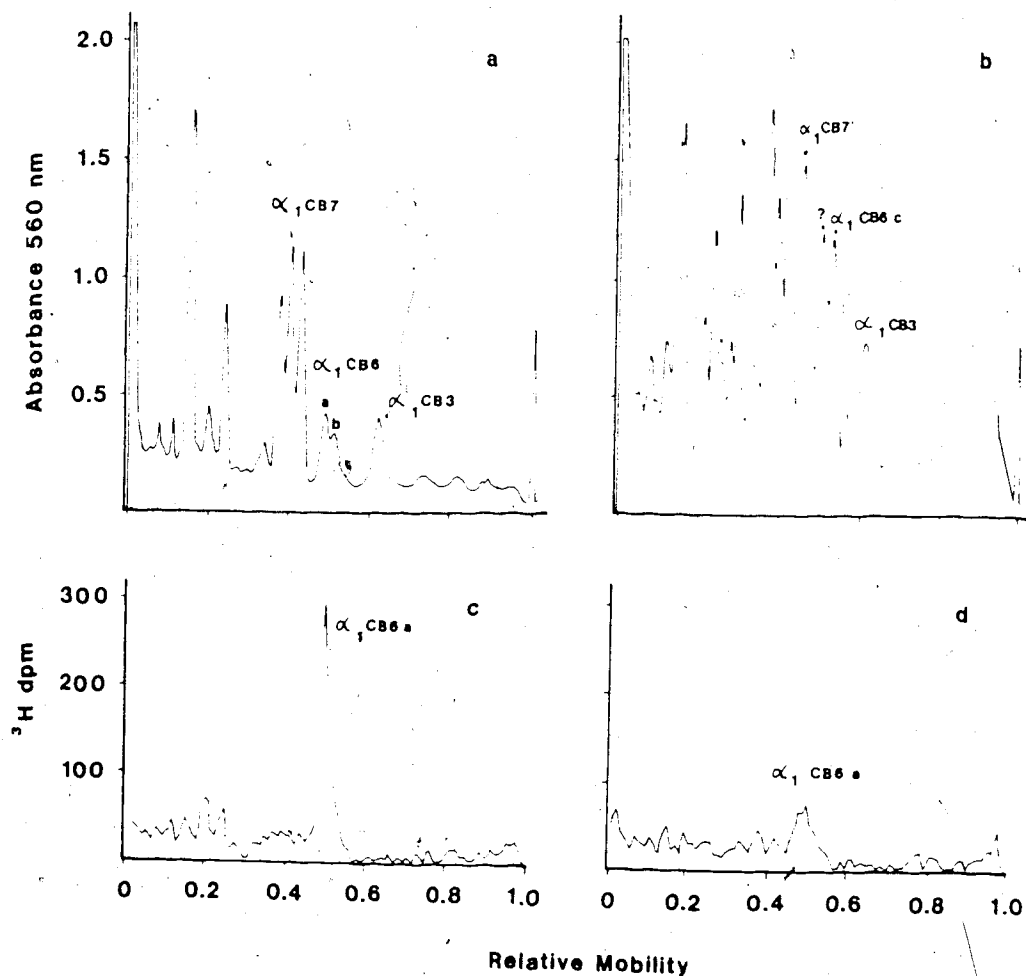 2.0
1.5
1.0
0.5
Absorbance 560 nm
a
α₁CB7
α₁CB6
a
b
c
α₁CB3
b
α₁CB7
?
α₁CB6 c
α₁CB3
300
200
100
³H dpm
c
α₁CB6 a
0 0.2 0.4 0.6 0.8 1.0
d
α₁ CB6 a
0 0.2 0.4 0.6 0.8 1.0
Relative Mobility